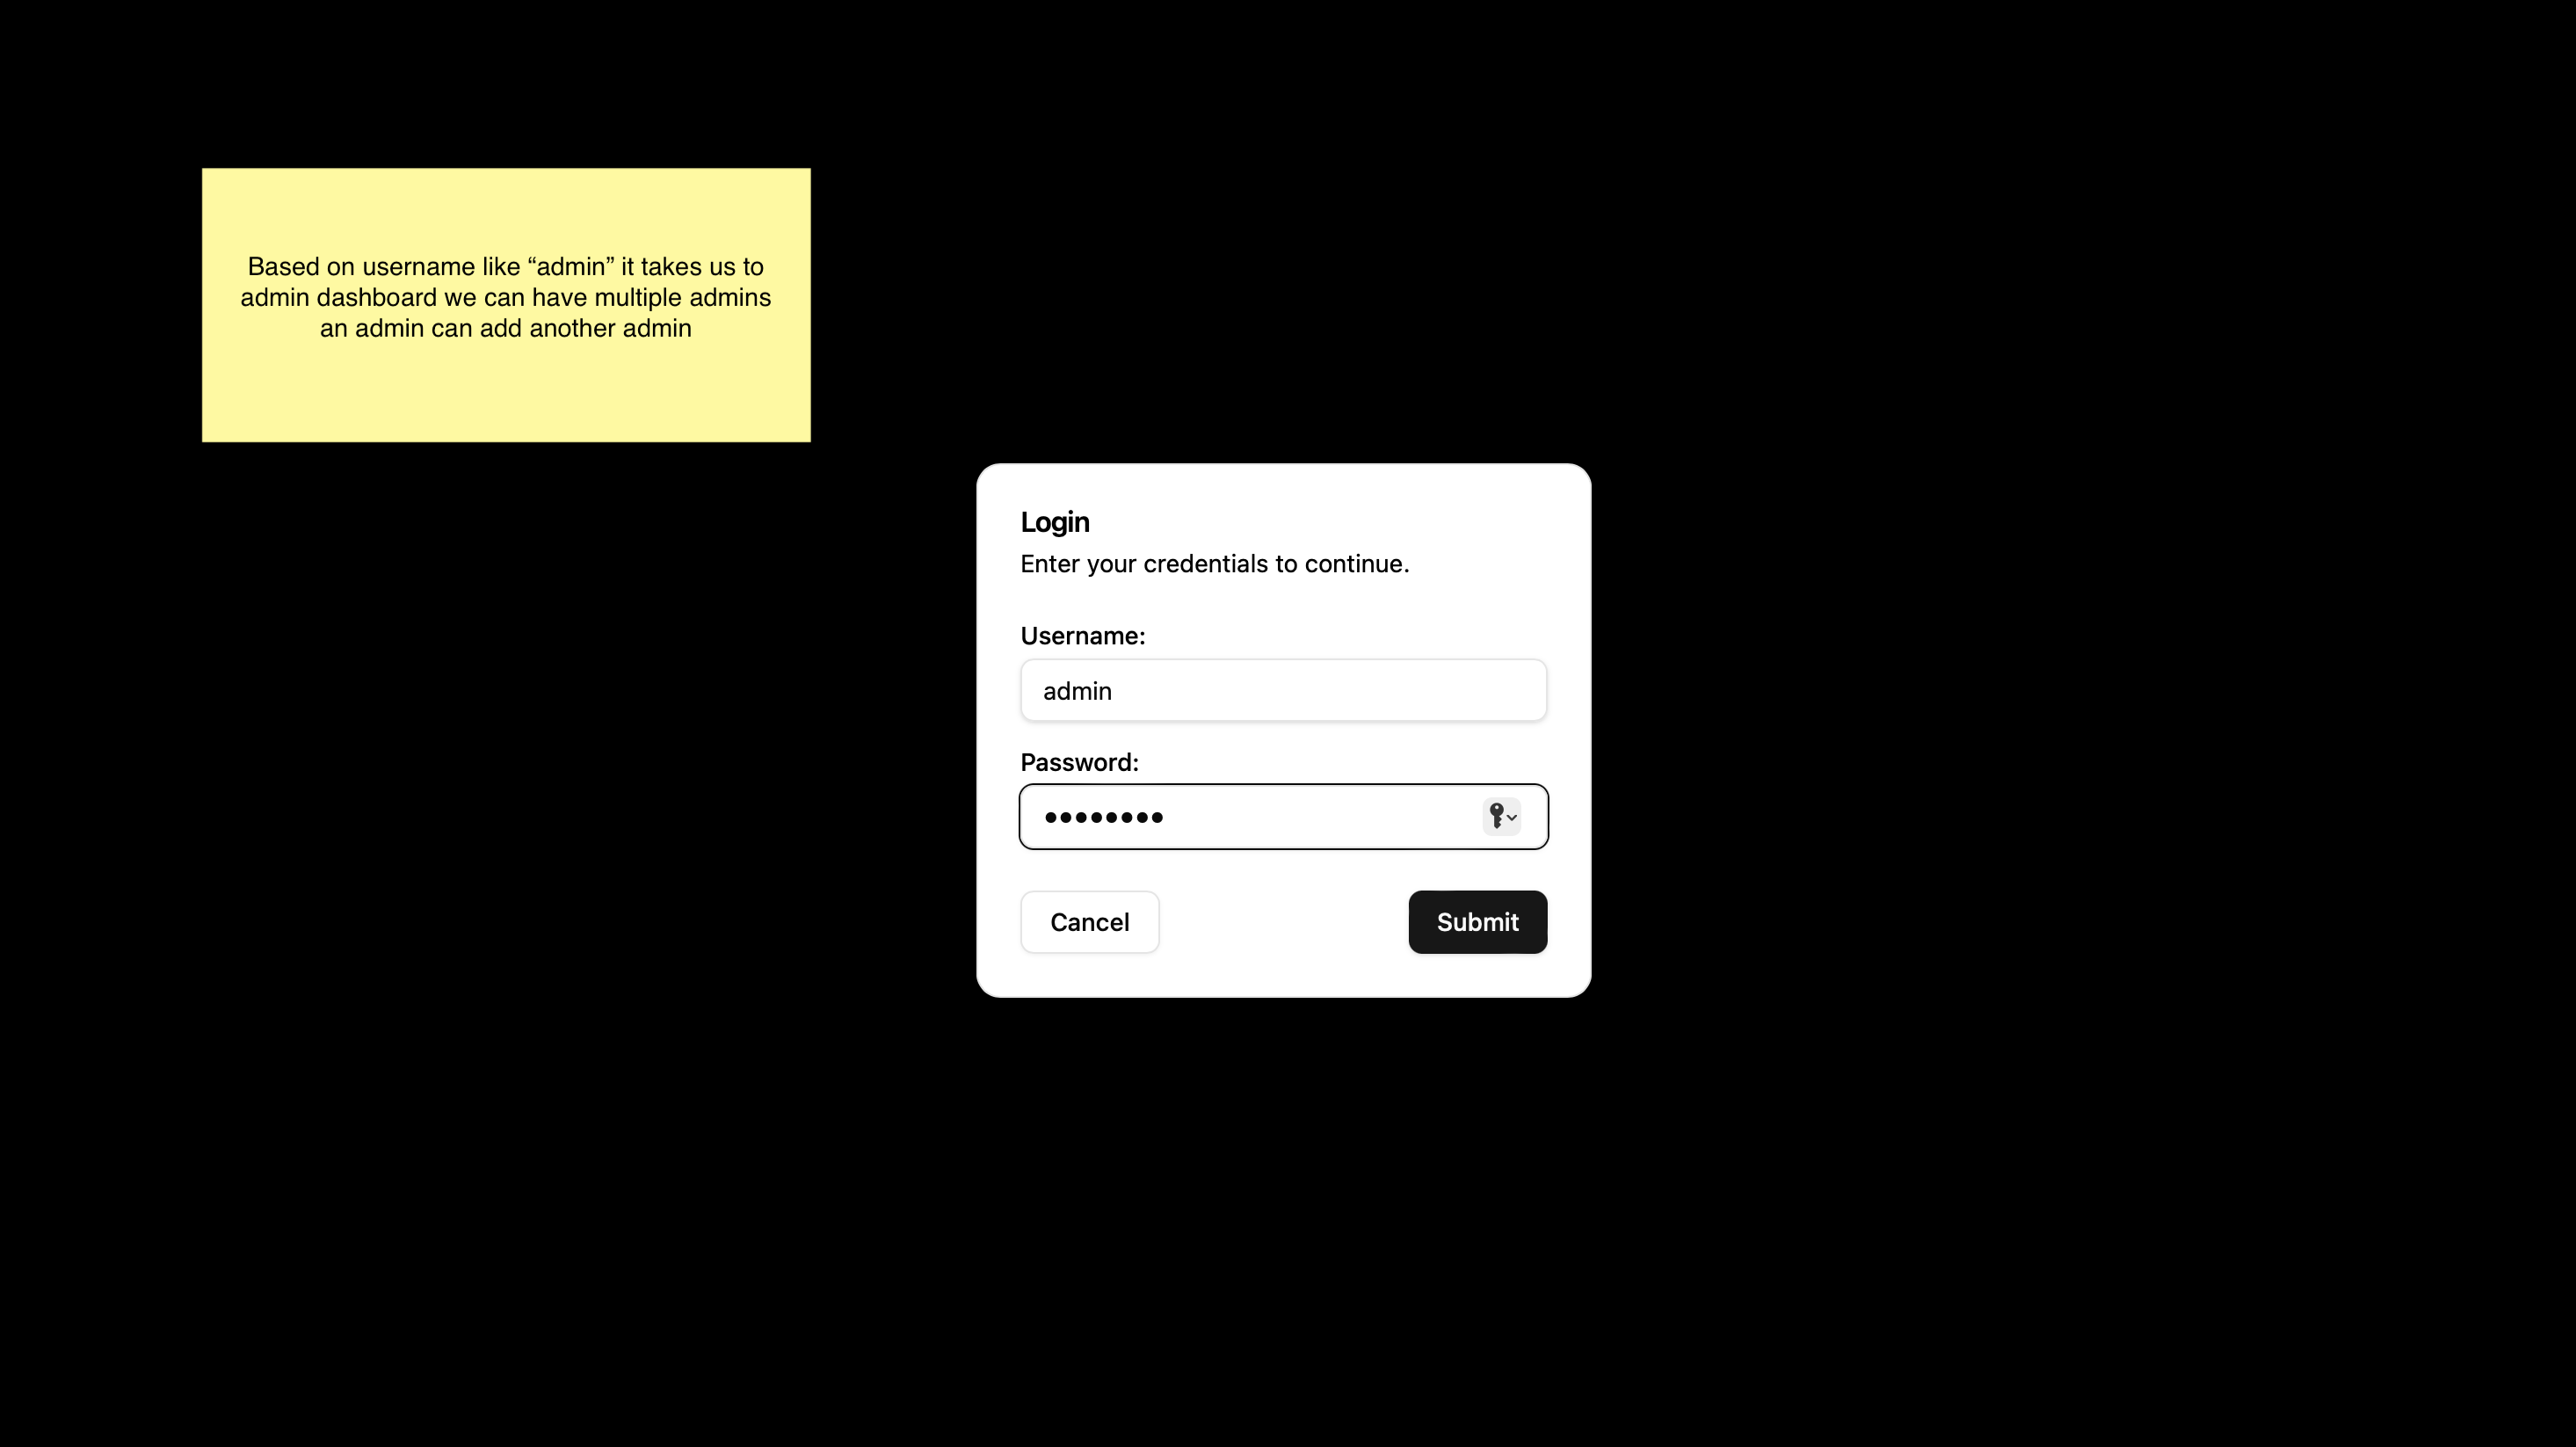 Based on username like “admin” it takes us to
admin dashboard we can have multiple admins
an admin can add another admin
Login
Enter your credentials to continue.
Username:
admin
Password:
••••••••
Cancel
Submit